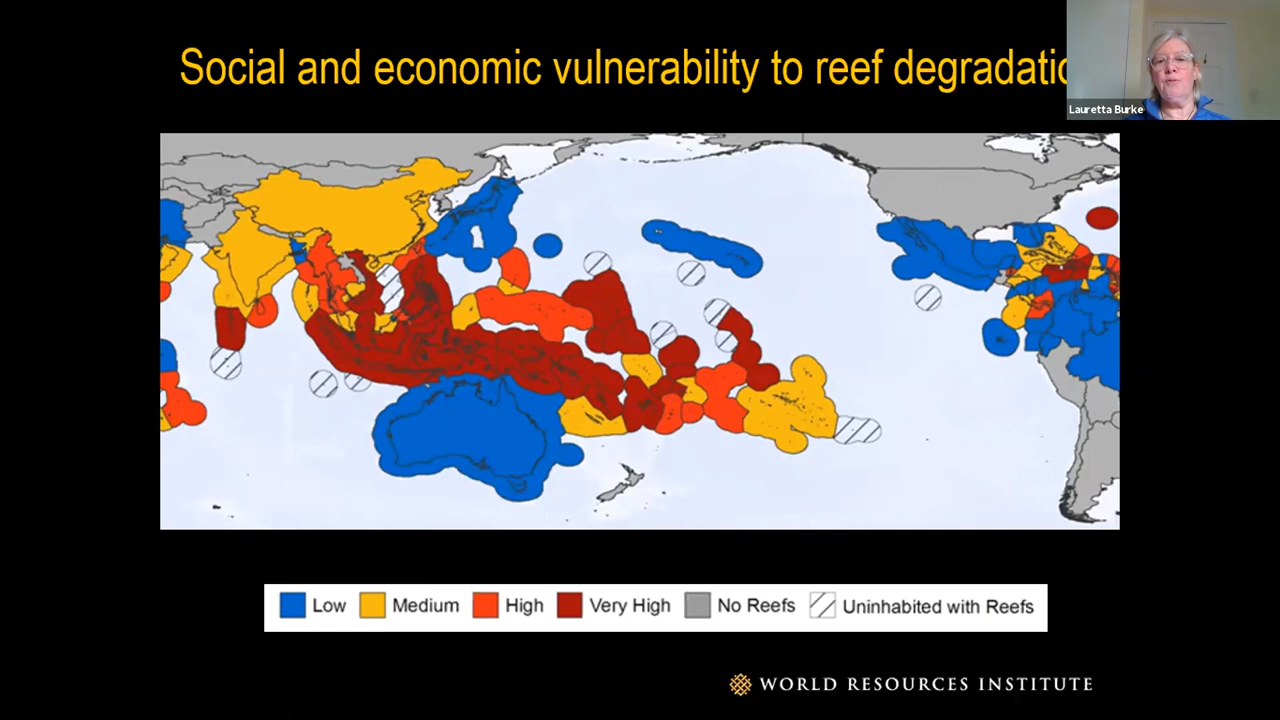 Social and economic vulnerability to reef degradatio
Lauretta Burke
Low
Medium
High
Very High
No Reefs
Uninhabited with Reefs
WORLD RESOURCES INSTITUTE